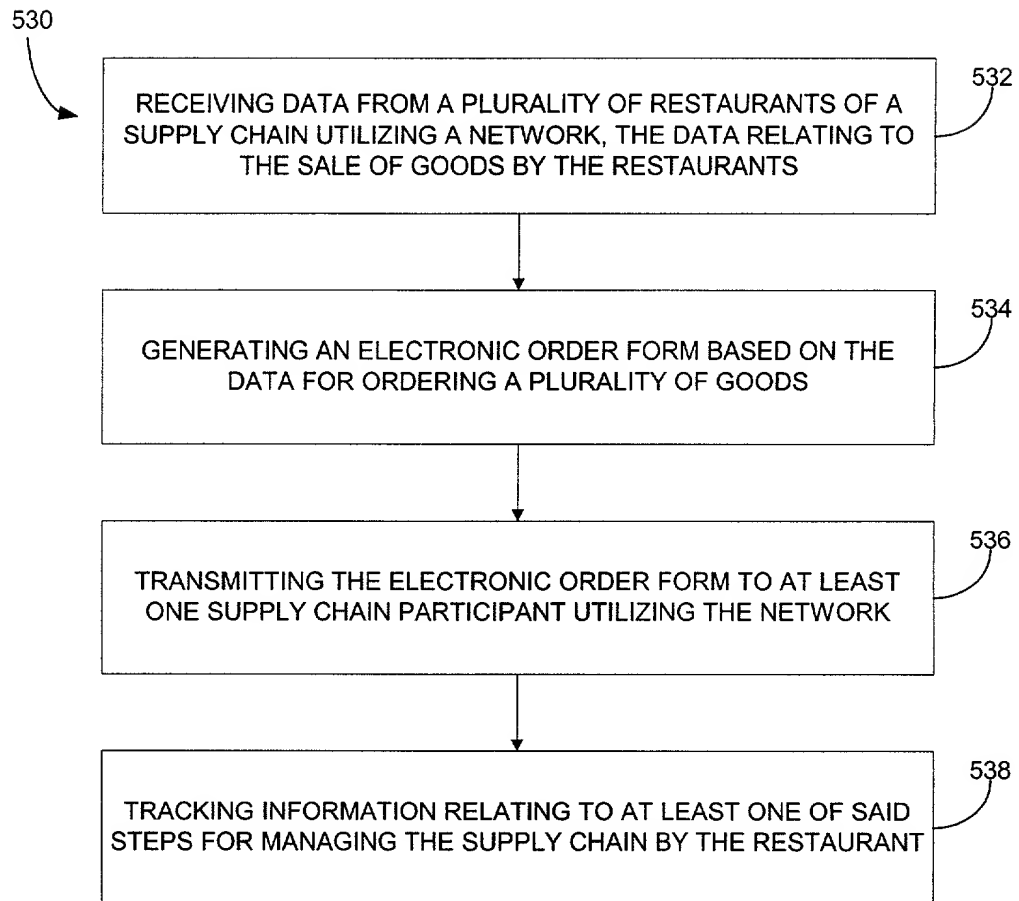 530
532
RECEIVING DATA FROM A PLURALITY OF RESTAURANTS OF A
SUPPLY CHAIN UTILIZING A NETWORK, THE DATA RELATING TO
THE SALE OF GOODS BY THE RESTAURANTS
534
GENERATING AN ELECTRONIC ORDER FORM BASED ON THE
DATA FOR ORDERING A PLURALITY OF GOODS
536
TRANSMITTING THE ELECTRONIC ORDER FORM TO AT LEAST
ONE SUPPLY CHAIN PARTICIPANT UTILIZING THE NETWORK
538
TRACKING INFORMATION RELATING TO AT LEAST ONE OF SAID
STEPS FOR MANAGING THE SUPPLY CHAIN BY THE RESTAURANT